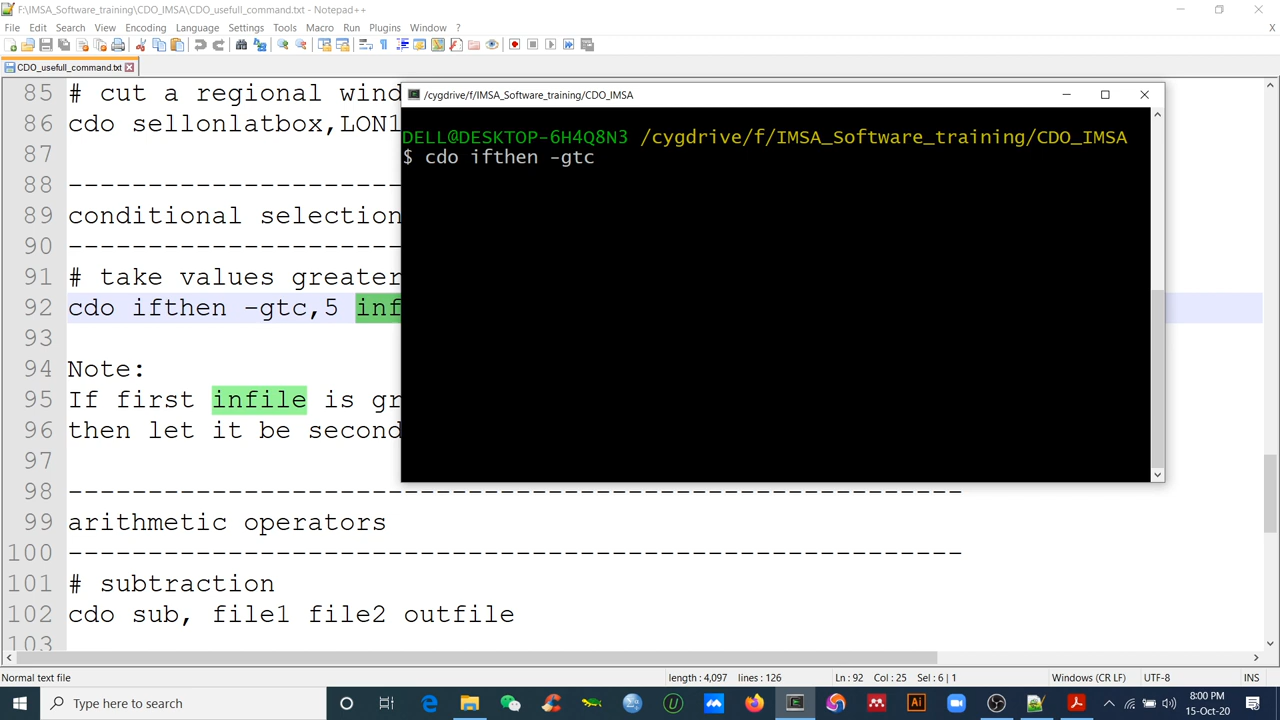 F:\IMSA_Software_training\CDO_IMSA\CDO_usefull_command.txt - Notepad++
File Edit Search View Encoding Language Settings Tools Macro Run Plugins Window ?
X
CDO_usefull_command.txt
85 # cut a regional wind
86 cdo sellonlatbox,LON1
87
88 ---------------------
89 conditional selection
90 ---------------------
91 # take values greater
92 cdo ifthen -gtc,5 inf
93
94 Note:
95 If first infile is gr
96 then let it be second
97
98 --------------------------------------------------------
99 arithmetic operators
100 --------------------------------------------------------
101 # subtraction
102 cdo sub, file1 file2 outfile
103
/cygdrive/f/IMSA_Software_training/CDO_IMSA
DELL@DESKTOP-6H4Q8N3 /cygdrive/f/IMSA_Software_training/CDO_IMSA
$ cdo ifthen -gtc
Normal text file length : 4,097 lines : 126 Ln : 92 Col : 25 Sel : 6 | 1 Windows (CR LF) UTF-8 INS
Type here to search
8:00 PM
15-Oct-20